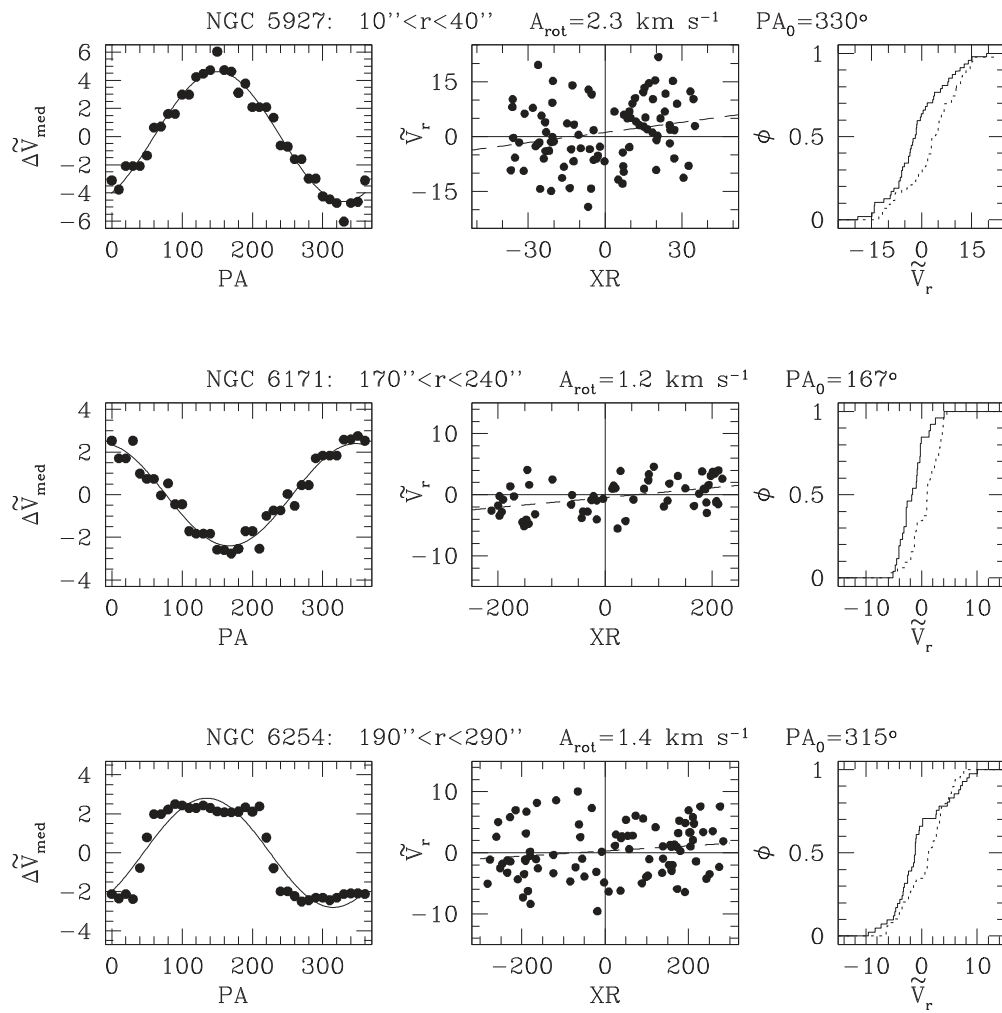 NGC 5927: 10''<r<40'' A_rot=2.3 km s⁻¹ PA₀=330°
ΔṼ_med
6
4
2
0
−2
−4
−6
0 100 200 300
PA
Ṽ_r
15
0
−15
−30 0 30
XR
ϕ
1
0.5
0
−15 0 15
Ṽ_r
NGC 6171: 170''<r<240'' A_rot=1.2 km s⁻¹ PA₀=167°
ΔṼ_med
4
2
0
−2
−4
0 100 200 300
PA
Ṽ_r
10
0
−10
−200 0 200
XR
ϕ
1
0.5
0
−10 0 10
Ṽ_r
NGC 6254: 190''<r<290'' A_rot=1.4 km s⁻¹ PA₀=315°
ΔṼ_med
4
2
0
−2
−4
0 100 200 300
PA
Ṽ_r
10
0
−10
−200 0 200
XR
ϕ
1
0.5
0
−10 0 10
Ṽ_r